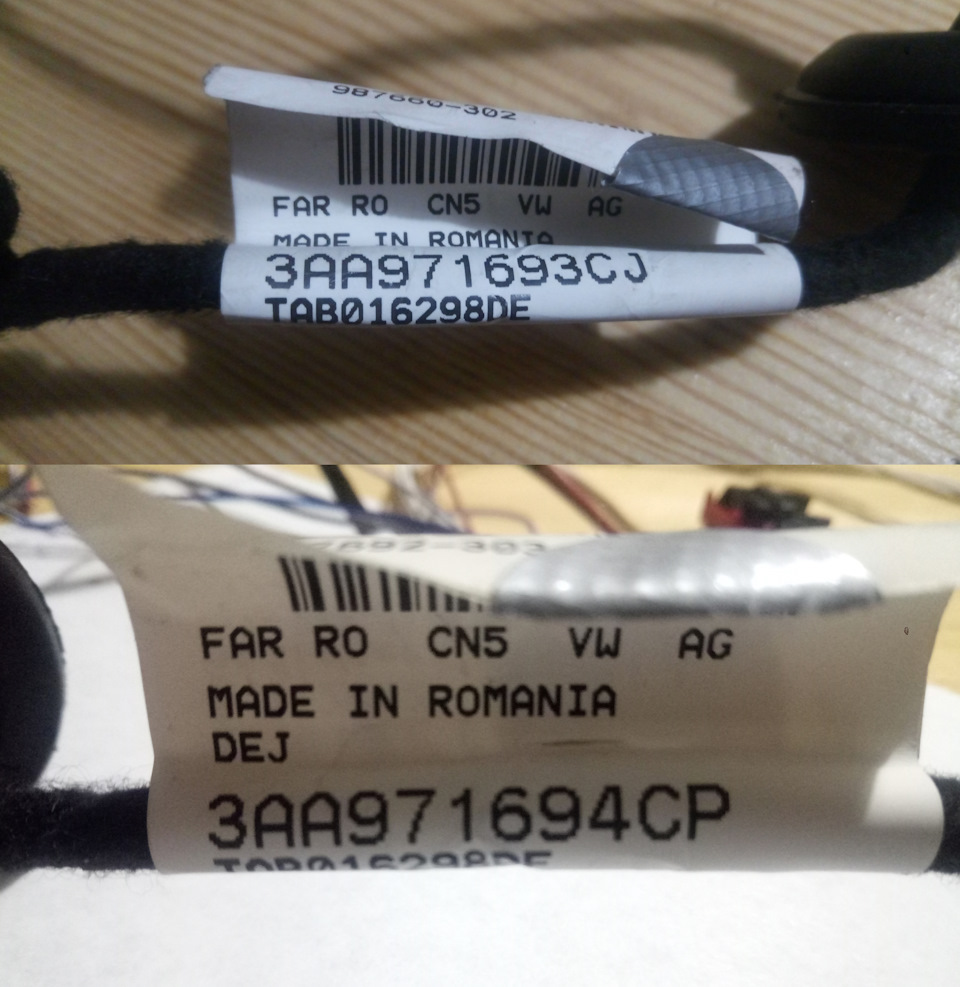 987660-302
FAR RO CN5 VW AG
MADE IN ROMANIA
3AA971693CJ
TAB016298DE
FAR RO CN5 VW AG
MADE IN ROMANIA
DEJ
3AA971694CP
TAB016298DE